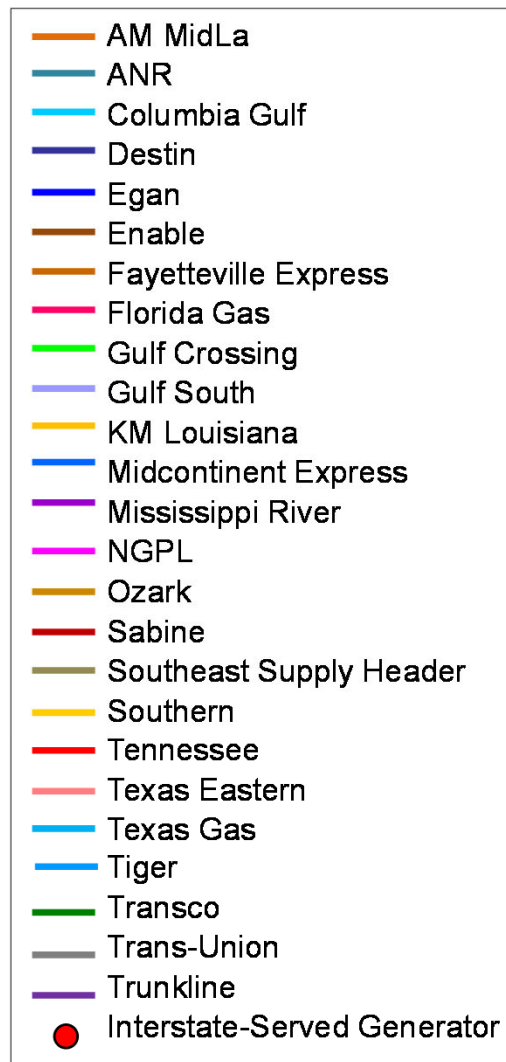 AM MidLa
ANR
Columbia Gulf
Destin
Egan
Enable
Fayetteville Express
Florida Gas
Gulf Crossing
Gulf South
KM Louisiana
Midcontinent Express
Mississippi River
NGPL
Ozark
Sabine
Southeast Supply Header
Southern
Tennessee
Texas Eastern
Texas Gas
Tiger
Transco
Trans-Union
Trunkline
Interstate-Served Generator